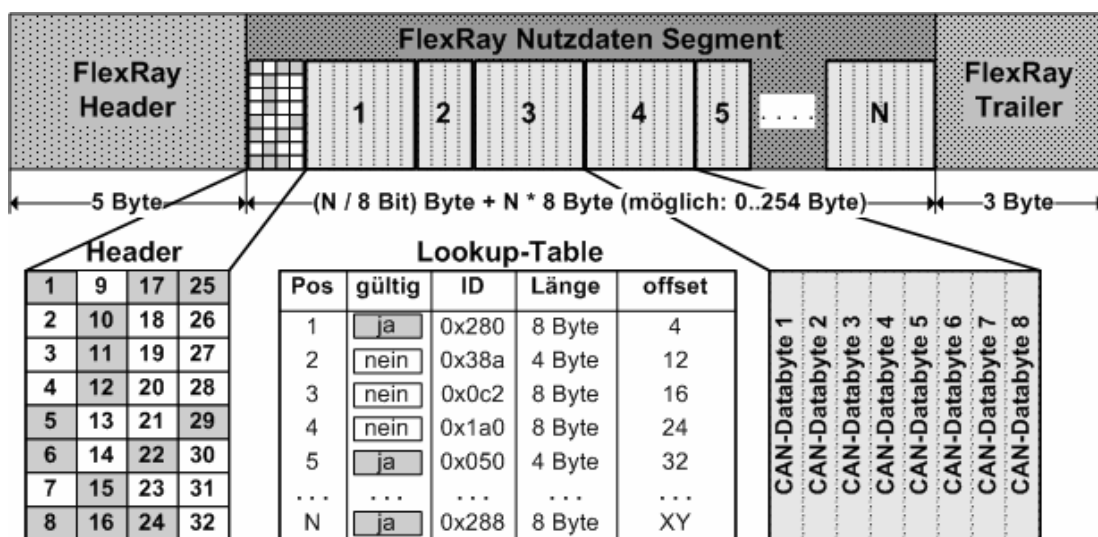 FlexRay Nutzdaten Segment
FlexRay Header
1 2 3 4 5 . . . . N
FlexRay Trailer
5 Byte (N / 8 Bit) Byte + N * 8 Byte (möglich: 0..254 Byte) 3 Byte
Header
1 9 17 25
2 10 18 26
3 11 19 27
4 12 20 28
5 13 21 29
6 14 22 30
7 15 23 31
8 16 24 32
Lookup-Table
Pos gültig ID Länge offset
1 ja 0x280 8 Byte 4
2 nein 0x38a 4 Byte 12
3 nein 0x0c2 8 Byte 16
4 nein 0x1a0 8 Byte 24
5 ja 0x050 4 Byte 32
. . . . . . . . . . . . . . .
N ja 0x288 8 Byte XY
CAN-Databyte 1
CAN-Databyte 2
CAN-Databyte 3
CAN-Databyte 4
CAN-Databyte 5
CAN-Databyte 6
CAN-Databyte 7
CAN-Databyte 8